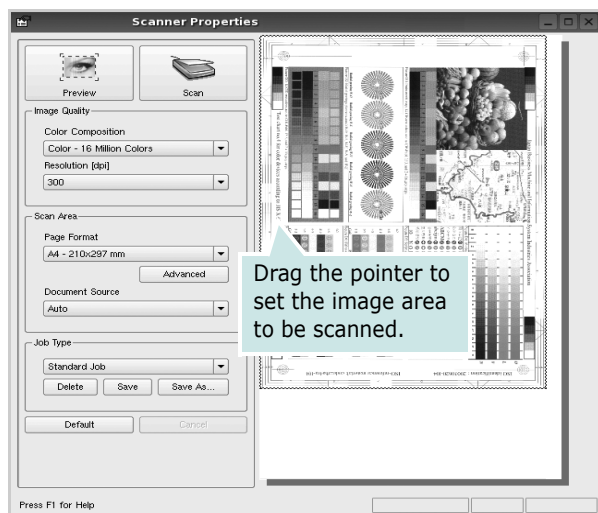 Scanner Properties
Preview
Scan
Image Quality
Color Composition
Color - 16 Million Colors
Resolution [dpi]
300
Scan Area
Page Format
A4 - 210x297 mm
Advanced
Document Source
Auto
Job Type
Standard Job
Delete
Save
Save As...
Default
Cancel
Press F1 for Help
Drag the pointer to
set the image area
to be scanned.